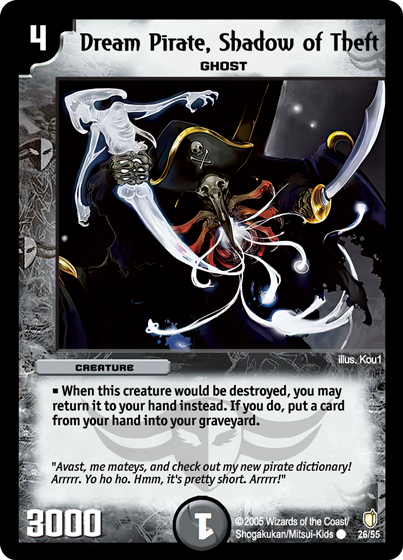 4
Dream Pirate, Shadow of Theft
GHOST
illus. Kou1
CREATURE
▪ When this creature would be destroyed, you may
return it to your hand instead. If you do, put a card
from your hand into your graveyard.
"Avast, me mateys, and check out my new pirate dictionary!
Arrrr. Yo ho ho. Hmm, it's pretty short. Arrrrr!"
3000
1
©2005 Wizards of the Coast/
Shogakukan/Mitsui-Kids ● 26/55